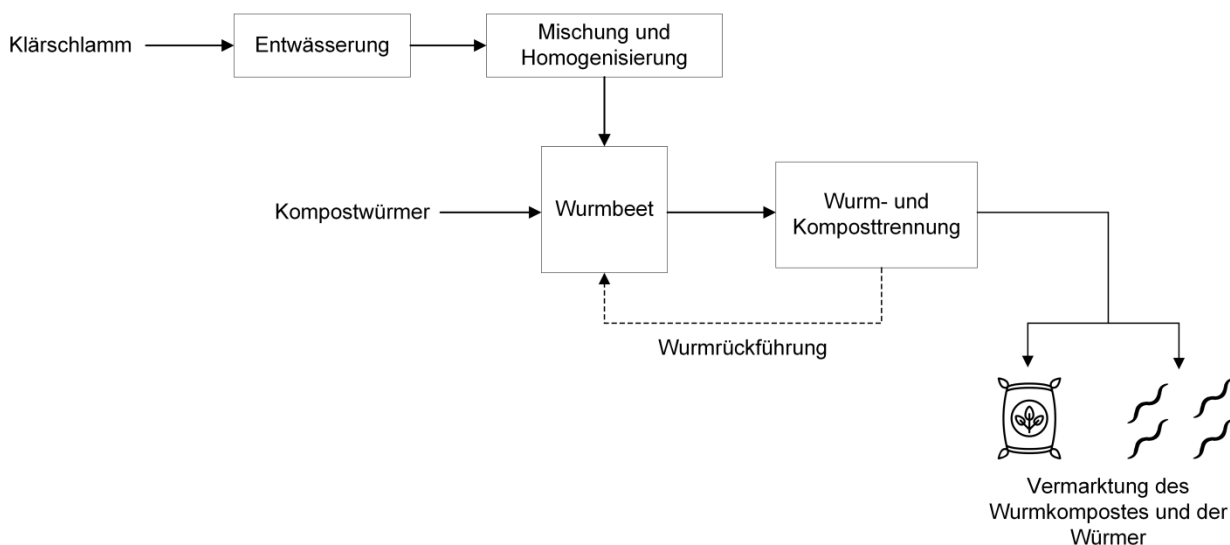 Klärschlamm
Entwässerung
Mischung und
Homogenisierung
Kompostwürmer
Wurmbeet
Wurm- und
Komposttrennung
Wurmrückführung
Vermarktung des
Wurmkompostes und der
Würmer